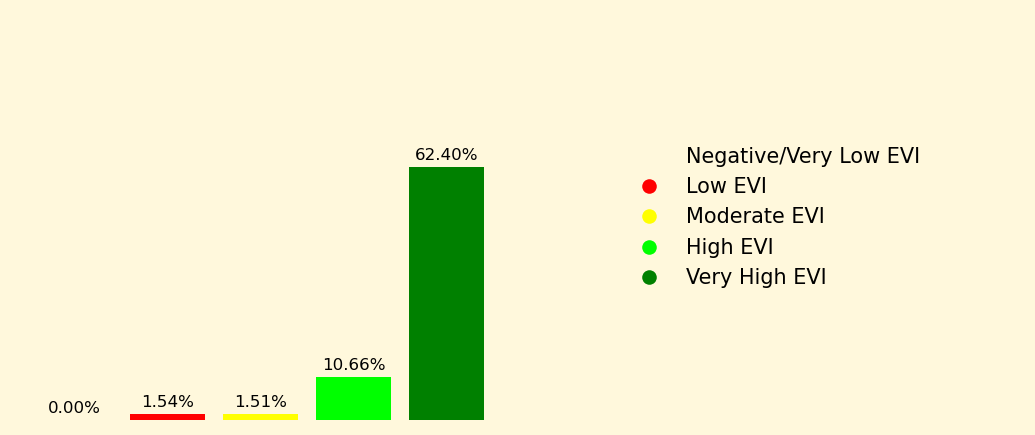 62.40%
10.66%
1.54%
1.51%
0.00%
Negative/Very Low EVI
Low EVI
Moderate EVI
High EVI
Very High EVI